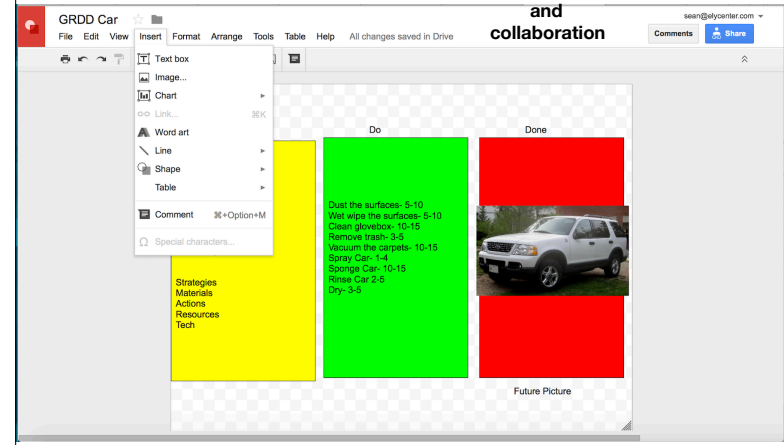 and
collaboration
GRDD Car
sean@elycenter.com
File Edit View Insert Format Arrange Tools Table Help All changes saved in Drive
Comments
Share
Text box
Image...
Chart
Link... ⌘K
Word art
Line
Shape
Table
Comment ⌘+Option+M
Special characters...
Do
Done
Dust the surfaces- 5-10
Wet wipe the surfaces- 5-10
Clean glovebox- 10-15
Remove trash- 3-5
Vacuum the carpets- 10-15
Spray Car- 1-4
Sponge Car- 10-15
Rinse Car 2-5
Dry- 3-5
Strategies
Materials
Actions
Resources
Tech
Future Picture